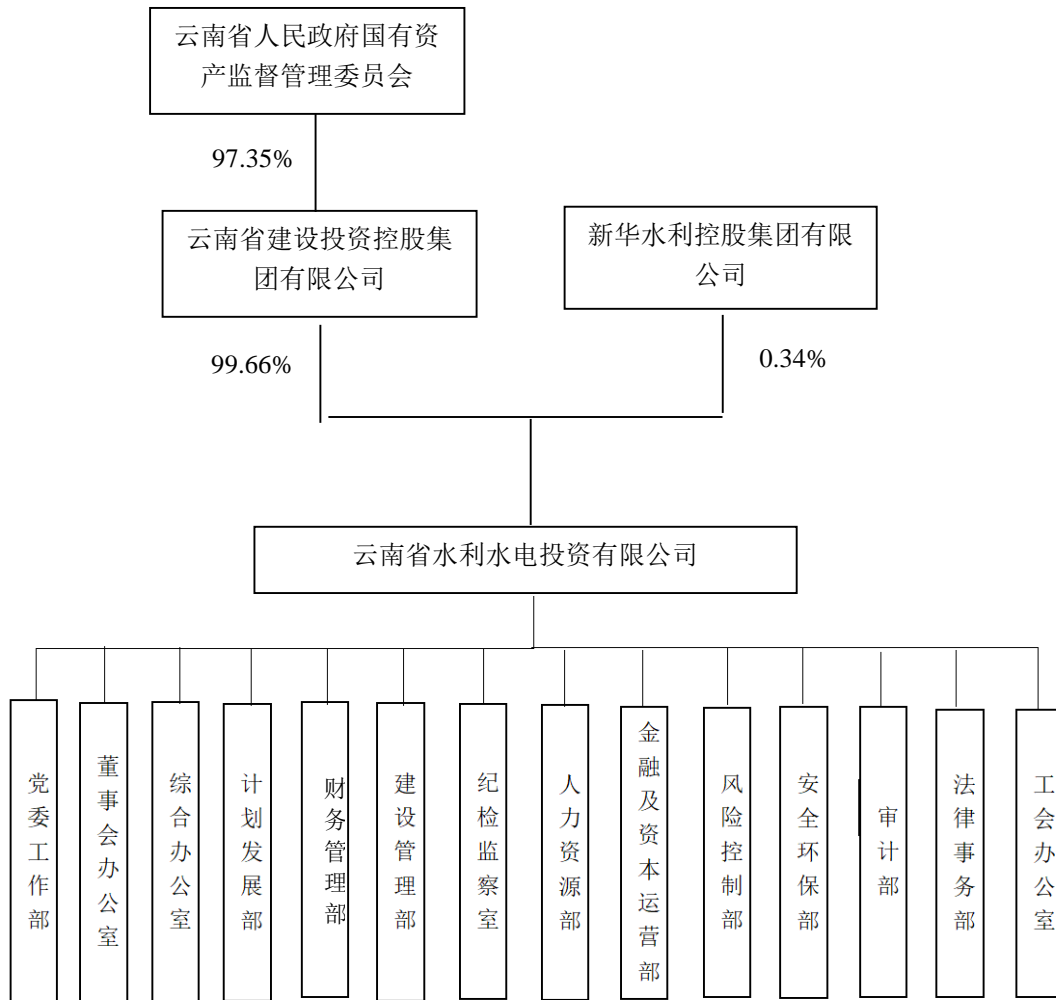 云南省人民政府国有资
产监督管理委员会
97.35%
云南省建设投资控股集
团有限公司
新华水利控股集团有限
公司
99.66%
0.34%
云南省水利水电投资有限公司
党委工作部
董事会办公室
综合办公室
计划发展部
财务管理部
建设管理部
纪检监察室
人力资源部
金融及资本运营部
风险控制部
安全环保部
审计部
法律事务部
工会办公室